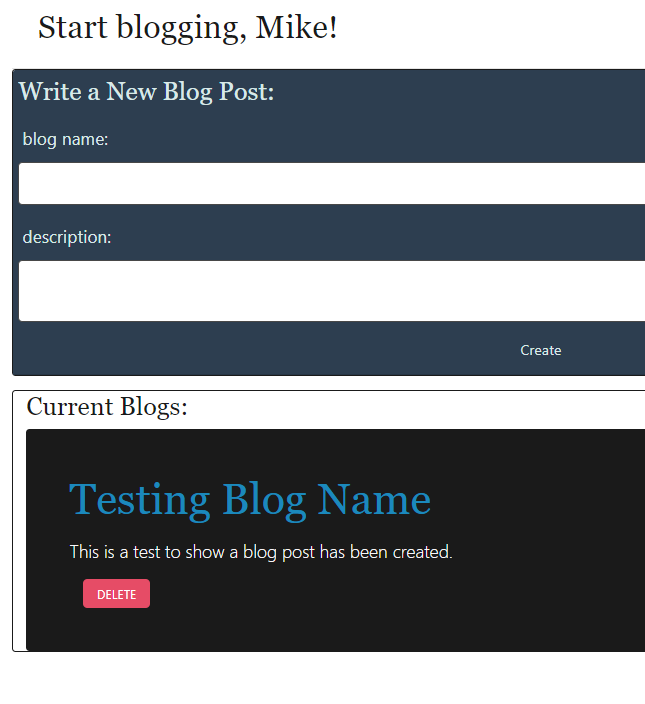 Start blogging, Mike!
Write a New Blog Post:
blog name:
description:
Create
Current Blogs:
Testing Blog Name
This is a test to show a blog post has been created.
DELETE